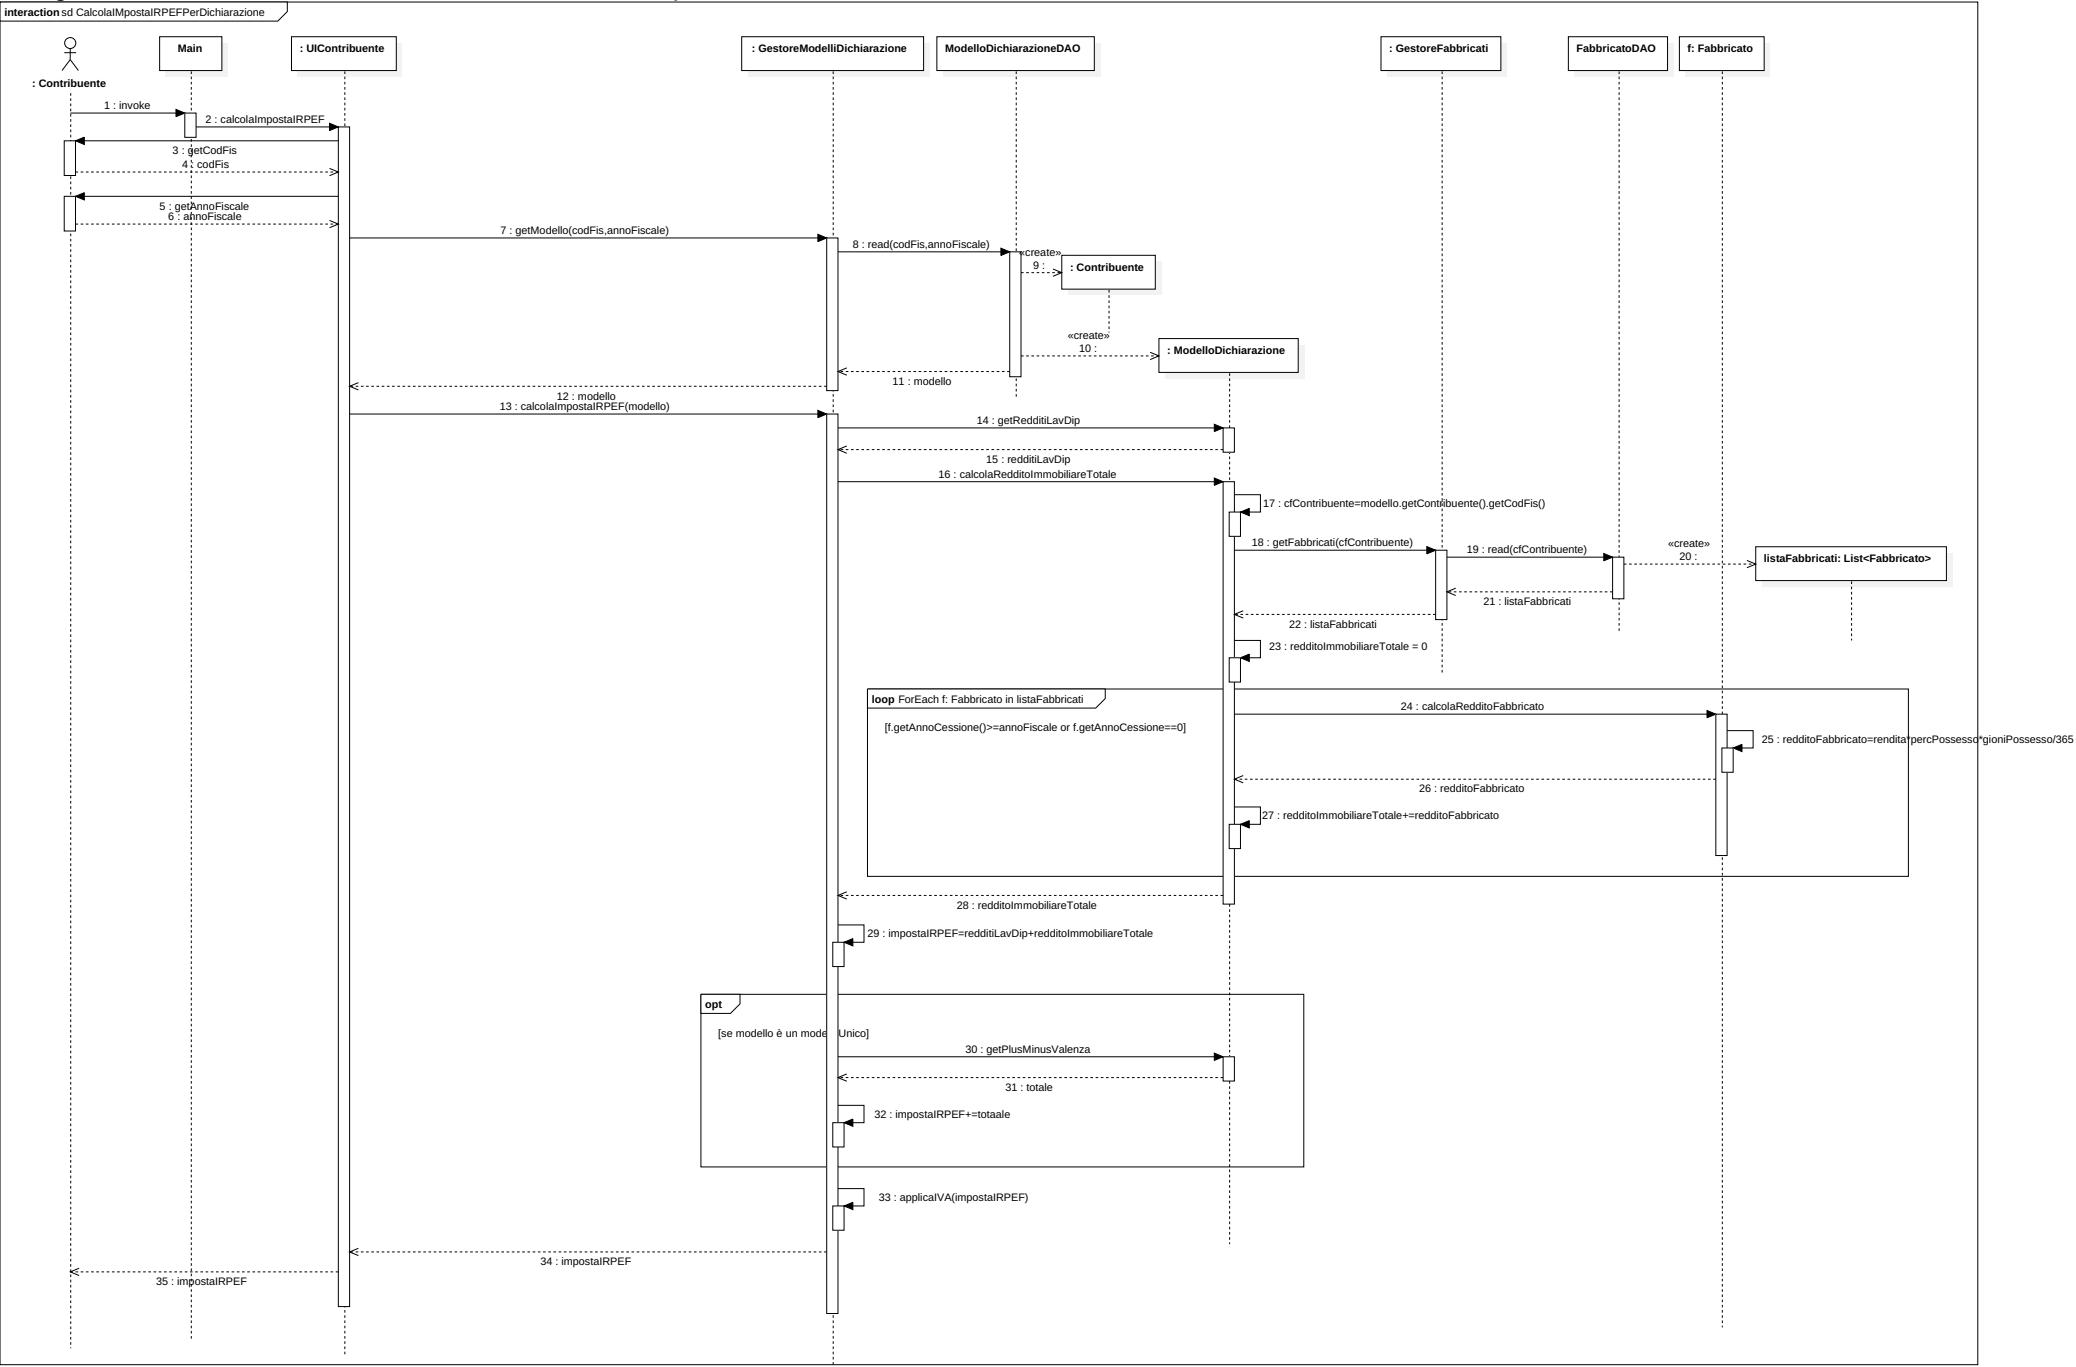 interaction sd CalcolaIMpostaIRPEFPerDichiarazione
: Contribuente
Main
: UIContribuente
: GestoreModelliDichiarazione
ModelloDichiarazioneDAO
: GestoreFabbricati
FabbricatoDAO
f: Fabbricato
1 : invoke
2 : calcolaImpostaIRPEF
3 : getCodFis
4 : codFis
5 : getAnnoFiscale
6 : annoFiscale
7 : getModello(codFis,annoFiscale)
8 : read(codFis,annoFiscale)
«create»
9 :
: Contribuente
«create»
10 :
: ModelloDichiarazione
11 : modello
12 : modello
13 : calcolaImpostaIRPEF(modello)
14 : getRedditiLavDip
15 : redditiLavDip
16 : calcolaRedditoImmobiliareTotale
17 : cfContribuente=modello.getContribuente().getCodFis()
18 : getFabbricati(cfContribuente)
19 : read(cfContribuente)
«create»
20 :
listaFabbricati: List<Fabbricato>
21 : listaFabbricati
22 : listaFabbricati
23 : redditoImmobiliareTotale = 0
loop ForEach f: Fabbricato in listaFabbricati
[f.getAnnoCessione()>=annoFiscale or f.getAnnoCessione==0]
24 : calcolaRedditoFabbricato
25 : redditoFabbricato=rendita*percPossesso*gioniPossesso/365
26 : redditoFabbricato
27 : redditoImmobiliareTotale+=redditoFabbricato
28 : redditoImmobiliareTotale
29 : impostaIRPEF=redditiLavDip+redditoImmobiliareTotale
opt
[se modello è un mode Unico]
30 : getPlusMinusValenza
31 : totale
32 : impostaIRPEF+=totaale
33 : applicaIVA(impostaIRPEF)
34 : impostaIRPEF
35 : impostaIRPEF